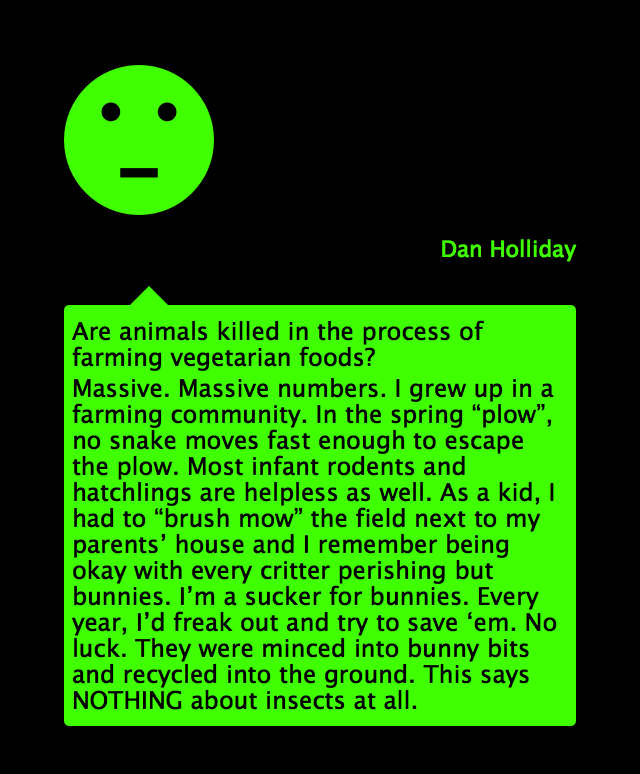 Dan Holliday
Are animals killed in the process of
farming vegetarian foods?
Massive. Massive numbers. I grew up in a
farming community. In the spring “plow”,
no snake moves fast enough to escape
the plow. Most infant rodents and
hatchlings are helpless as well. As a kid, I
had to “brush mow” the field next to my
parents’ house and I remember being
okay with every critter perishing but
bunnies. I’m a sucker for bunnies. Every
year, I’d freak out and try to save ‘em. No
luck. They were minced into bunny bits
and recycled into the ground. This says
NOTHING about insects at all.